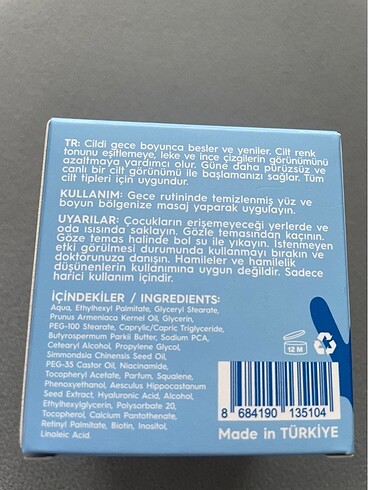 TR: Cildi gece boyunca besler ve yeniler. Cilt renk
tonunu eşitlemeye, leke ve ince çizgilerin görünümünü
azaltmaya yardımcı olur. Güne daha pürüzsüz ve
canlı bir cilt görünümü ile başlamanızı sağlar. Tüm
cilt tipleri için uygundur.
KULLANIM: Gece rutininde temizlenmiş yüz ve
boyun bölgenize masaj yaparak uygulayın.
UYARILAR: Çocukların erişemeyeceği yerlerde ve
oda ısısında saklayın. Gözle temasından kaçının.
Göze temas halinde bol su ile yıkayın. İstenmeyen
etki görülmesi durumunda kullanmayı bırakın ve
doktorunuza danışın. Hamileler ve hamilelik
düşünenlerin kullanımına uygun değildir. Sadece
harici kullanım içindir.
İÇİNDEKİLER / INGREDIENTS:
Aqua, Ethylhexyl Palmitate, Glyceryl Stearate,
Prunus Armeniaca Kernel Oil, Glycerin,
PEG-100 Stearate, Caprylic/Capric Triglyceride,
Butyrospermum Parkii Butter, Sodium PCA,
Cetearyl Alcohol, Propylene Glycol,
Simmondsia Chinensis Seed Oil,
PEG-35 Castor Oil, Niacinamide,
Tocopheryl Acetate, Parfum, Squalene,
Phenoxyethanol, Aesculus Hippocastanum
Seed Extract, Hyaluronic Acid, Alcohol,
Ethylhexylglycerin, Polysorbate 20,
Tocopherol, Calcium Pantothenate,
Retinyl Palmitate, Biotin, Inositol,
Linoleic Acid.
12 M
8 684190 135104
Made in TÜRKİYE